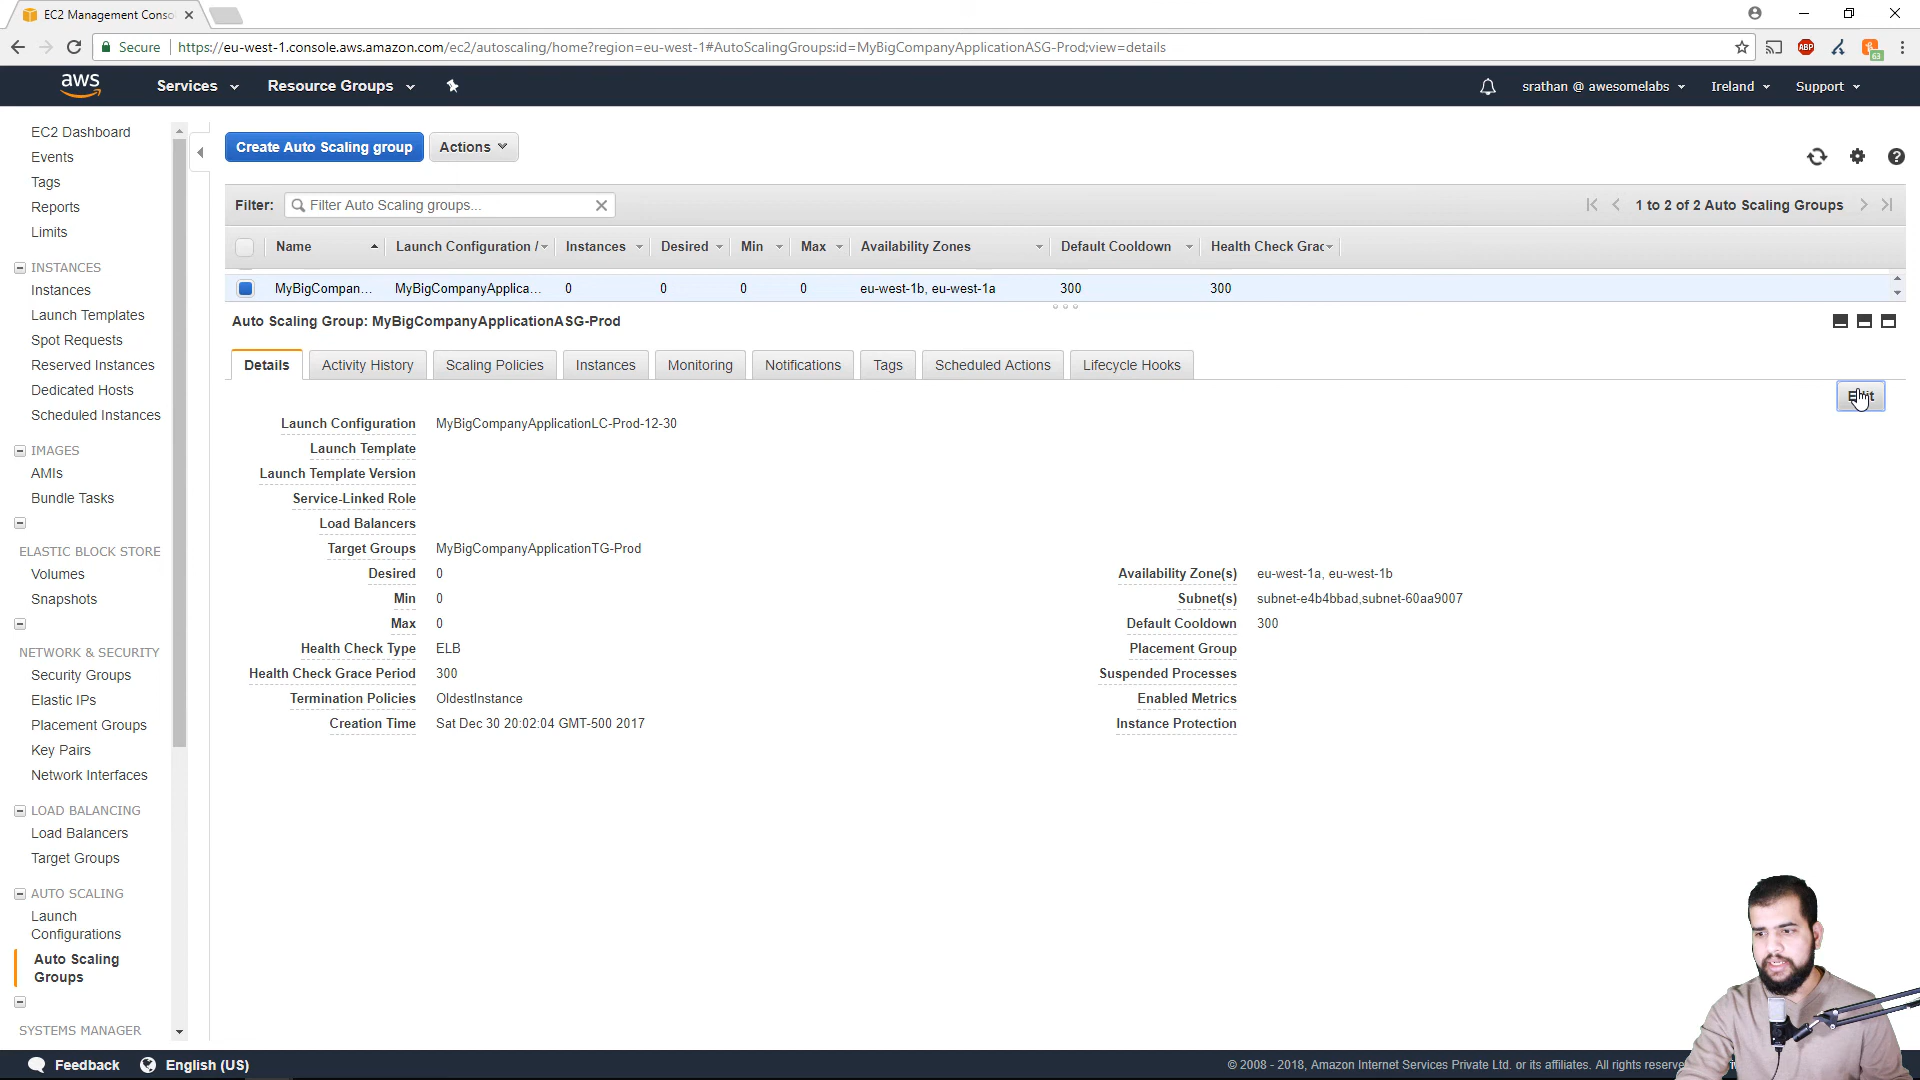 EC2 Management Conso
Secure https://eu-west-1.console.aws.amazon.com/ec2/autoscaling/home?region=eu-west-1#AutoScalingGroups:id=MyBigCompanyApplicationASG-Prod;view=details
ABP
63
aws Services Resource Groups srathan @ awesomelabs Ireland Support
EC2 Dashboard
Events
Tags
Reports
Limits
INSTANCES
Instances
Launch Templates
Spot Requests
Reserved Instances
Dedicated Hosts
Scheduled Instances
IMAGES
AMIs
Bundle Tasks
ELASTIC BLOCK STORE
Volumes
Snapshots
NETWORK & SECURITY
Security Groups
Elastic IPs
Placement Groups
Key Pairs
Network Interfaces
LOAD BALANCING
Load Balancers
Target Groups
AUTO SCALING
Launch
Configurations
Auto Scaling
Groups
SYSTEMS MANAGER
Create Auto Scaling group Actions
Filter: Filter Auto Scaling groups... 1 to 2 of 2 Auto Scaling Groups
Name Launch Configuration / Instances Desired Min Max Availability Zones Default Cooldown Health Check Grac
MyBigCompan... MyBigCompanyApplica... 0 0 0 0 eu-west-1b, eu-west-1a 300 300
Auto Scaling Group: MyBigCompanyApplicationASG-Prod
Details Activity History Scaling Policies Instances Monitoring Notifications Tags Scheduled Actions Lifecycle Hooks
Edit
Launch Configuration MyBigCompanyApplicationLC-Prod-12-30
Launch Template
Launch Template Version
Service-Linked Role
Load Balancers
Target Groups MyBigCompanyApplicationTG-Prod
Desired 0 Availability Zone(s) eu-west-1a, eu-west-1b
Min 0 Subnet(s) subnet-e4b4bbad,subnet-60aa9007
Max 0 Default Cooldown 300
Health Check Type ELB Placement Group
Health Check Grace Period 300 Suspended Processes
Termination Policies OldestInstance Enabled Metrics
Creation Time Sat Dec 30 20:02:04 GMT-500 2017 Instance Protection
Feedback English (US) © 2008 - 2018, Amazon Internet Services Private Ltd. or its affiliates. All rights reserve